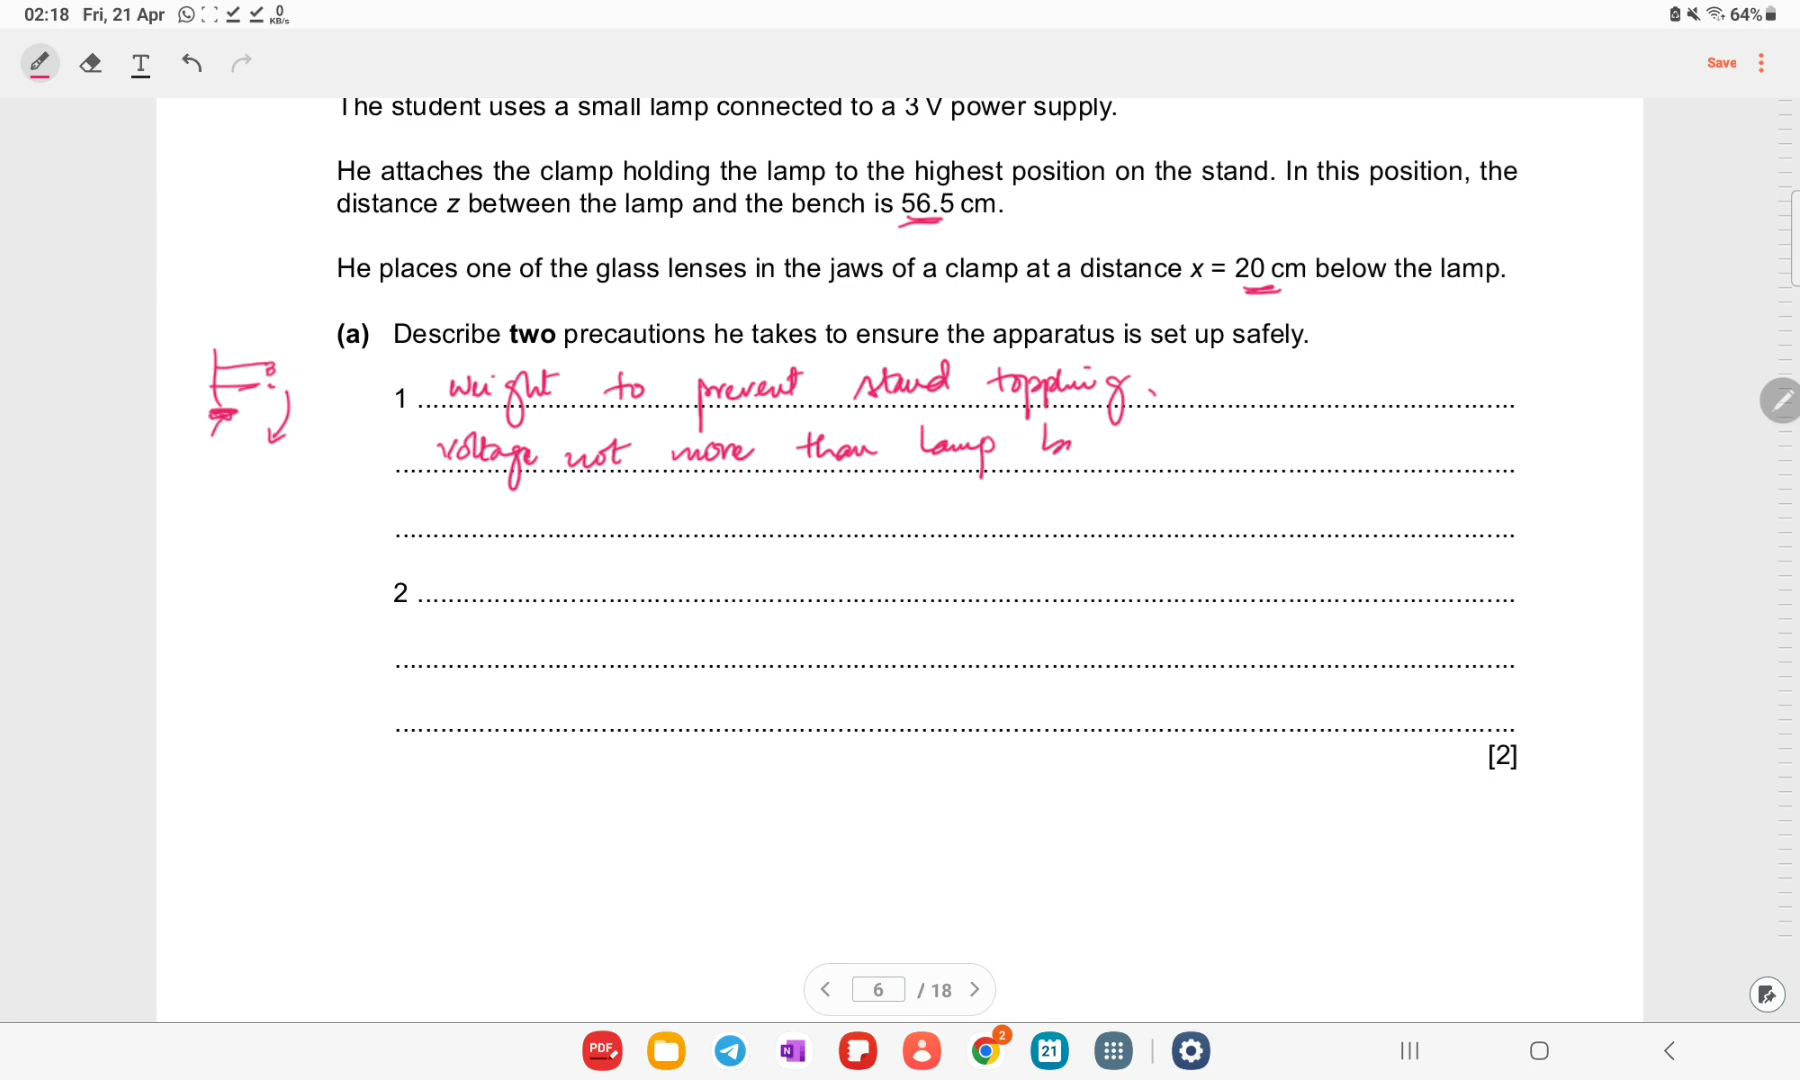 02:18 Fri, 21 Apr 0 KB/s 64%
Save
The student uses a small lamp connected to a 3 V power supply.
He attaches the clamp holding the lamp to the highest position on the stand. In this position, the
distance z between the lamp and the bench is 56.5 cm.
He places one of the glass lenses in the jaws of a clamp at a distance x = 20 cm below the lamp.
(a) Describe two precautions he takes to ensure the apparatus is set up safely.
1 weight to prevent stand toppling.
voltage not more than lamp
2
[2]
6 / 18
PDF N 2 21